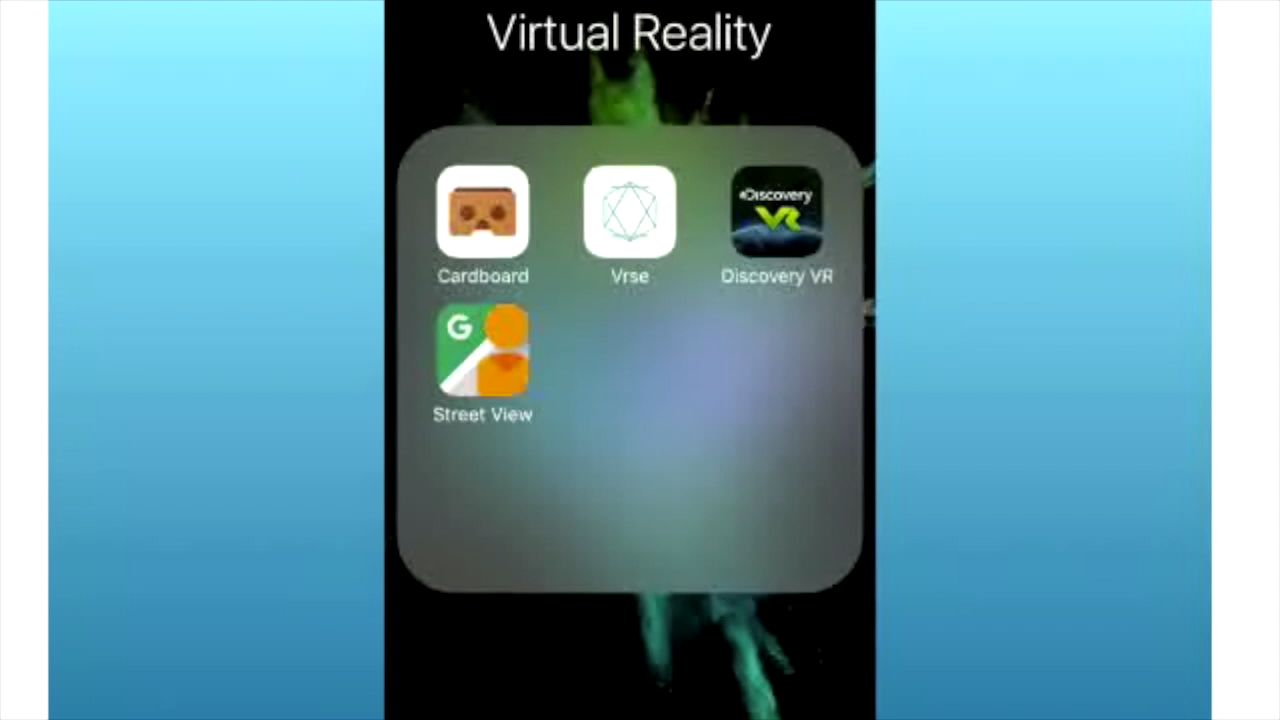 Virtual Reality
Discovery
VR
Cardboard
Vrse
Discovery VR
G
Street View